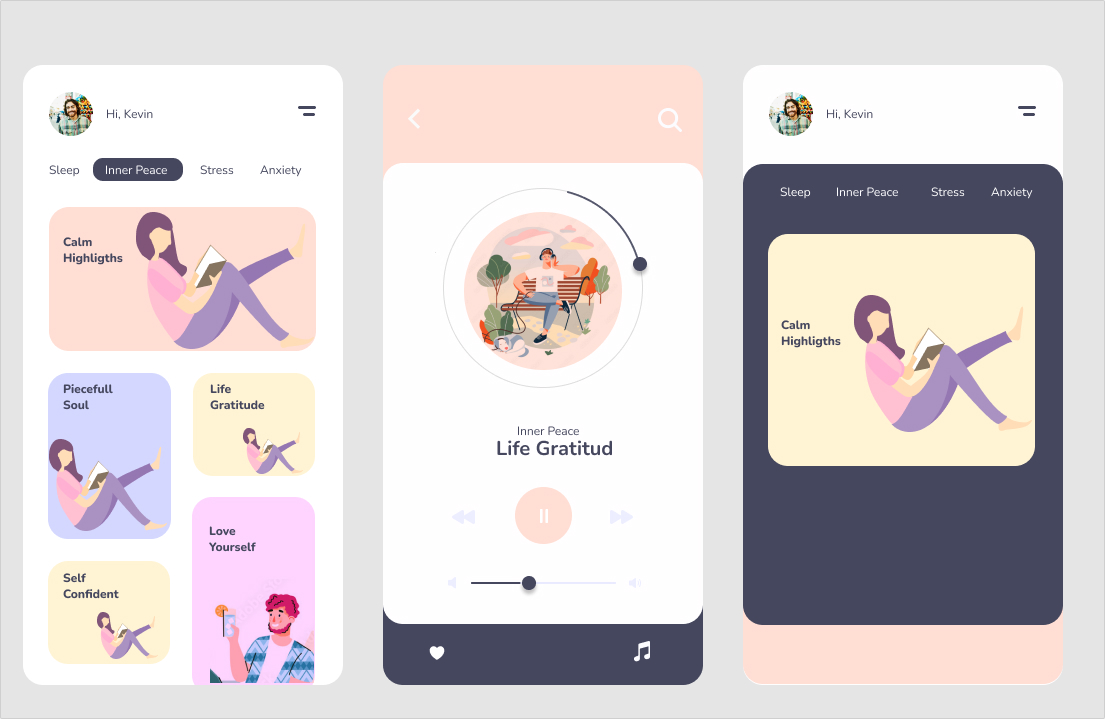 Hi, Kevin
Sleep Inner Peace Stress Anxiety
Calm
Highligths
Piecefull
Soul
Life
Gratitude
Love
Yourself
Self
Confident
Inner Peace
Life Gratitud
Hi, Kevin
Sleep Inner Peace Stress Anxiety
Calm
Highligths